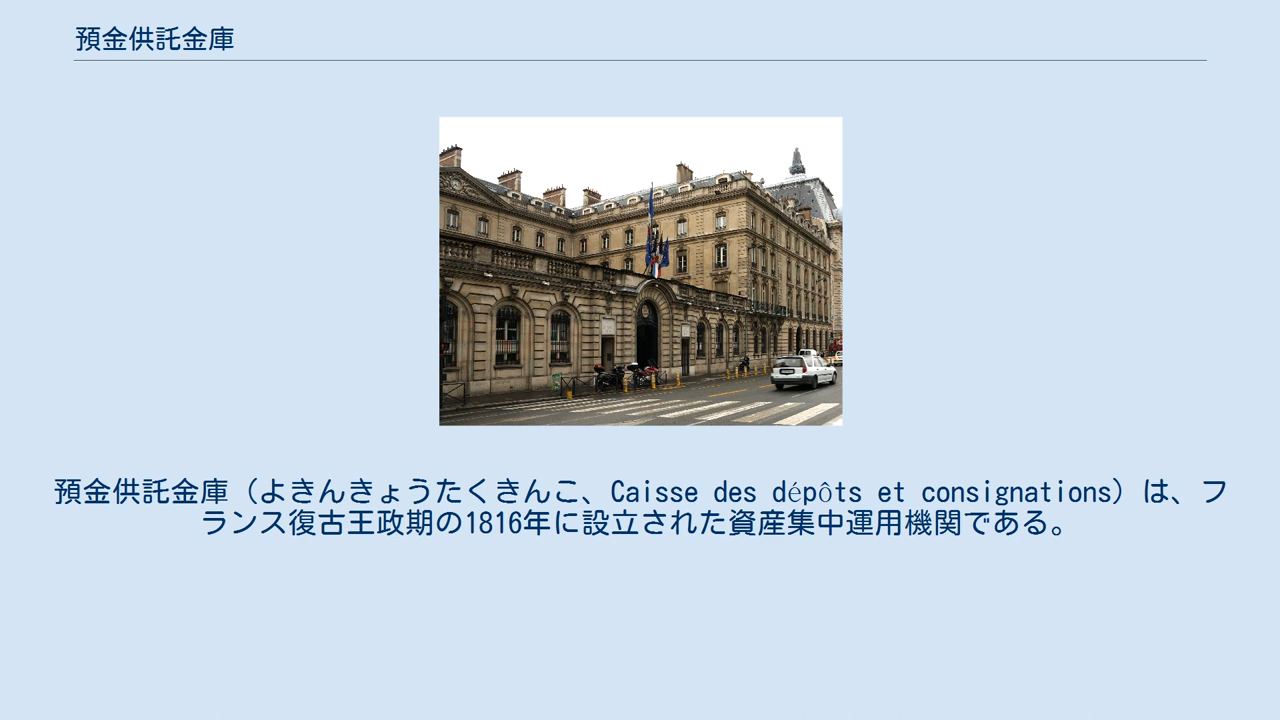 預金供託金庫
預金供託金庫（よきんきょうたくきんこ、Caisse des dépôts et consignations）は、フ
ランス復古王政期の1816年に設立された資産集中運用機関である。